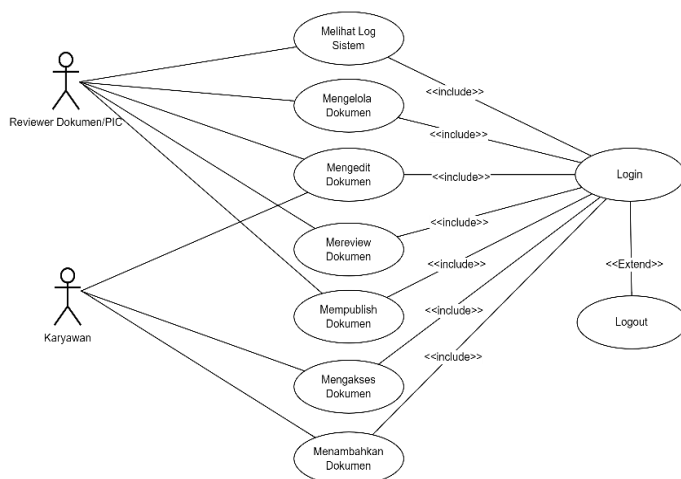 Melihat Log
Sistem
<<include>>
Mengelola
Dokumen
Reviewer Dokumen/PIC
<<include>>
Mengedit
Dokumen
<<include>>
Login
Mereview
Dokumen
<<include>>
<<include>>
<<Extend>>
Mempublish
Dokumen
<<include>>
Logout
Karyawan
<<include>>
Mengakses
Dokumen
Menambahkan
Dokumen